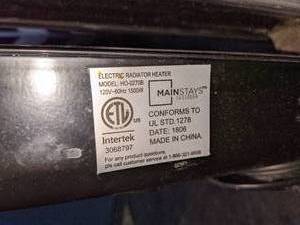 ELECTRIC RADIATOR HEATER
MODEL: HO-0270B
120V~60Hz 1500W
MAINSTAYS
ETL
CONFORMS TO
UL STD.1278
DATE: 1806
MADE IN CHINA.
Intertek
3068797
For any product questions,
pls call customer service at